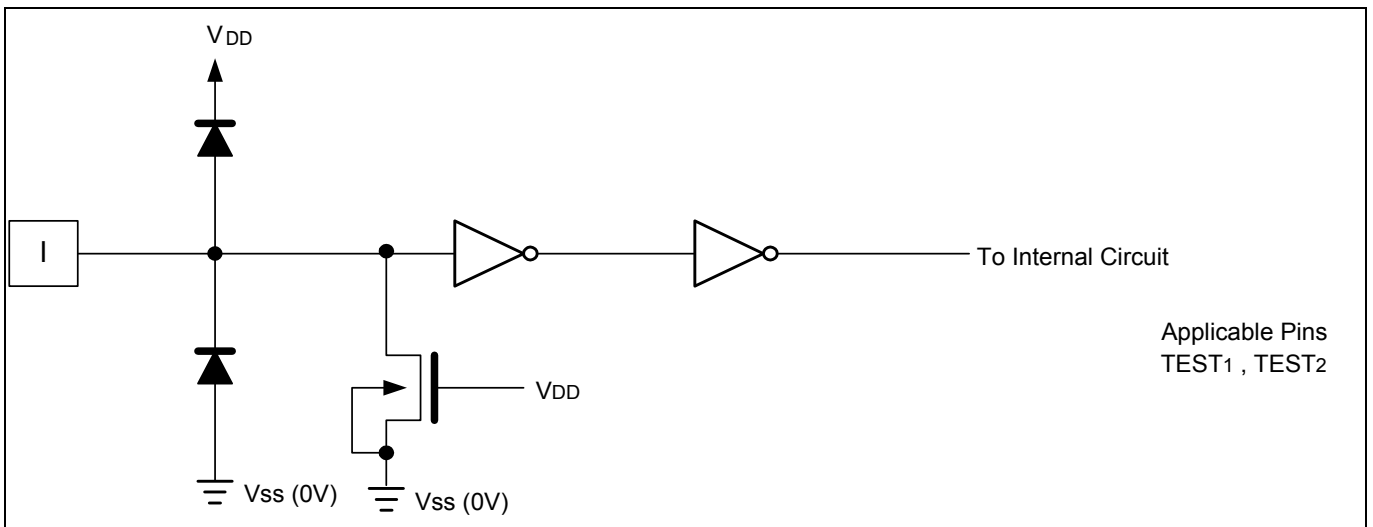 VDD
I
To Internal Circuit
Applicable Pins
TEST1 , TEST2
VDD
Vss (0V)
Vss (0V)